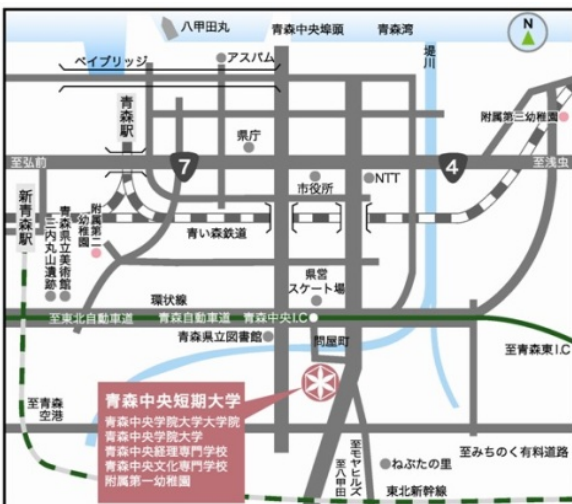 八甲田丸
青森中央埠頭
青森湾
N
ベイブリッジ
アスパム
堤川
青森駅
県庁
附属第三幼稚園
至弘前
7
4
至浅虫
市役所
NTT
新青森駅
三内丸山遺跡
青森県立美術館
附属第二
幼稚園
青い森鉄道
県営
スケート場
環状線
至東北自動車道
青森自動車道
青森中央I.C
青森県立図書館
問屋町
至青森東I.C
青森中央短期大学
青森中央学院大学大学院
青森中央学院大学
青森中央経理専門学校
青森中央文化専門学校
附属第一幼稚園
至青森
空港
至モヤヒルズ
至八甲田
ねぶたの里
至みちのく有料道路
東北新幹線